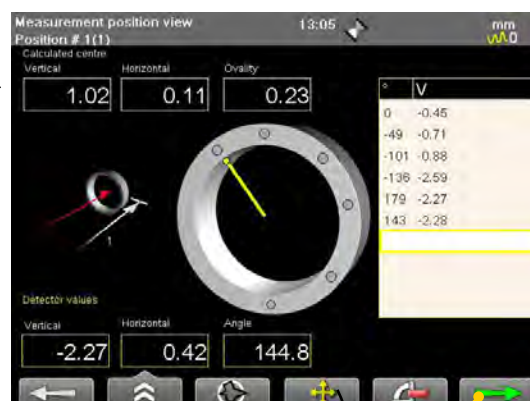 Measurement position view 13:05 mm
Position # 1(1) 0
Calculated centre
Vertical Horizontal Ovality
1.02 0.11 0.23
° V
0 -0.45
-49 -0.71
-101 -0.88
-136 -2.59
179 -2.27
143 -2.28
1
Detector values
Vertical Horizontal Angle
-2.27 0.42 144.8